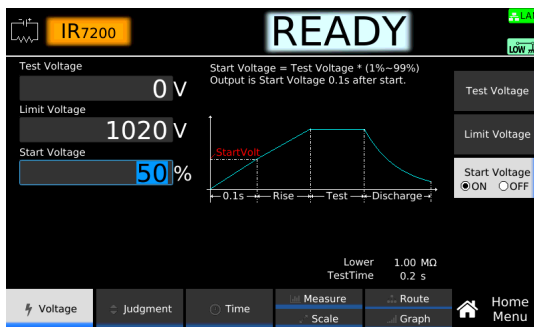 IR7200
READY
LAN
LOW
Test Voltage
0 V
Limit Voltage
1020 V
Start Voltage
50 %
Start Voltage = Test Voltage * (1%~99%)
Output is Start Voltage 0.1s after start.
StartVolt
0.1s Rise Test Discharge
Lower 1.00 MΩ
TestTime 0.2 s
Test Voltage
Limit Voltage
Start Voltage
ON OFF
Voltage
Judgment
Time
Measure
Scale
Route
Graph
Home
Menu